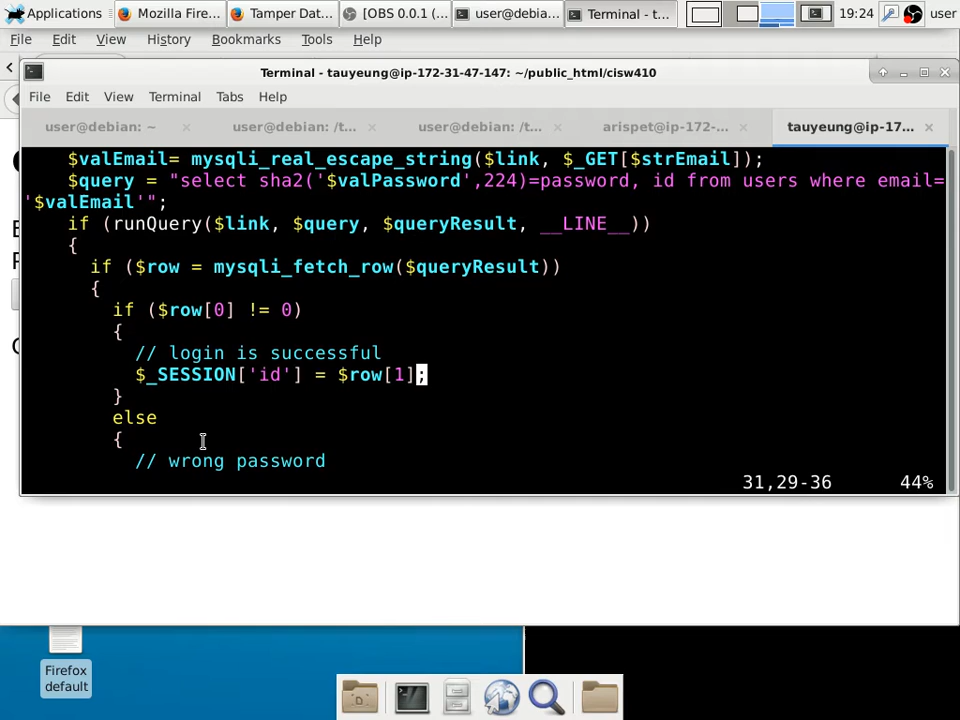 Applications
Mozilla Fire...
Tamper Dat...
[OBS 0.0.1 (...
user@debia...
Terminal - t...
19:24
user
File Edit View History Bookmarks Tools Help
Terminal - tauyeung@ip-172-31-47-147: ~/public_html/cisw410
File Edit View Terminal Tabs Help
user@debian: ~
user@debian: /t...
user@debian: /t...
arispet@ip-172-...
tauyeung@ip-17...
$valEmail= mysqli_real_escape_string($link, $_GET[$strEmail]);
$query = "select sha2('$valPassword',224)=password, id from users where email=
'$valEmail'";
if (runQuery($link, $query, $queryResult, __LINE__))
{
if ($row = mysqli_fetch_row($queryResult))
{
if ($row[0] != 0)
{
// login is successful
$_SESSION['id'] = $row[1];
}
else
{
// wrong password
31,29-36 44%
Firefox
default